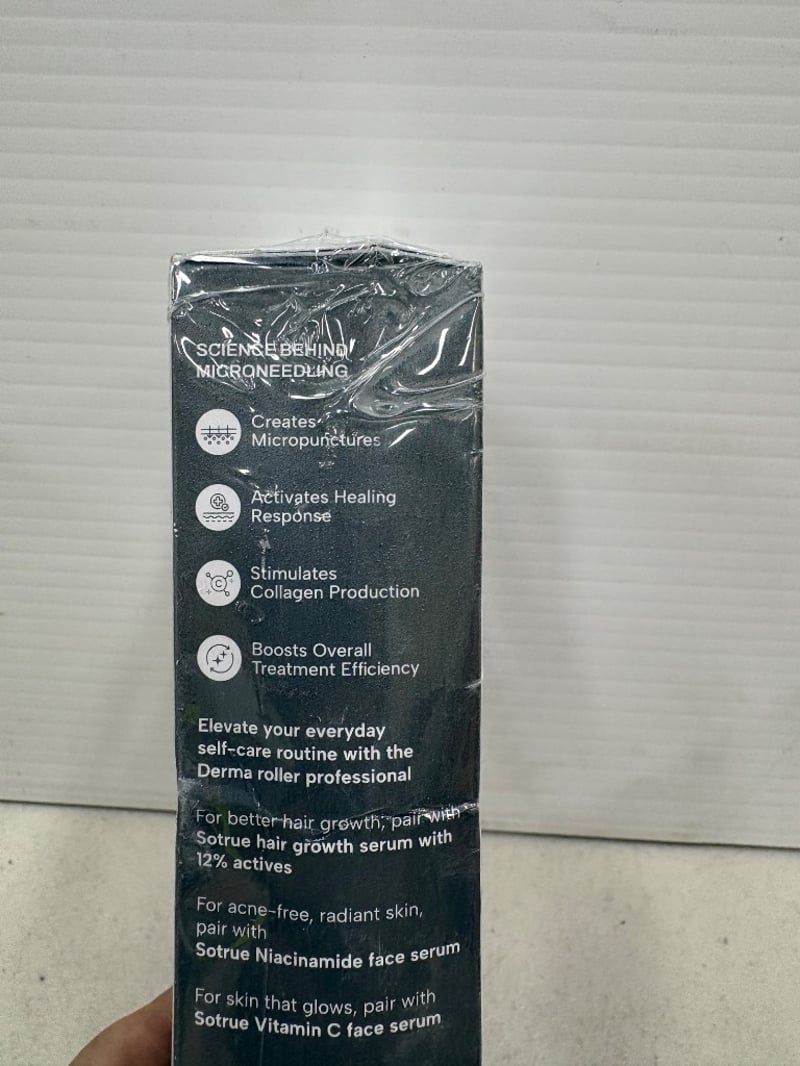 SCIENCE BEHIND
MICRONEEDLING
Creates
Micropunctures
Activates Healing
Response
C
Stimulates
Collagen Production
Boosts Overall
Treatment Efficiency
Elevate your everyday
self-care routine with the
Derma roller professional
For better hair growth, pair with
Sotrue hair growth serum with
12% actives
For acne-free, radiant skin,
pair with
Sotrue Niacinamide face serum
For skin that glows, pair with
Sotrue Vitamin C face serum